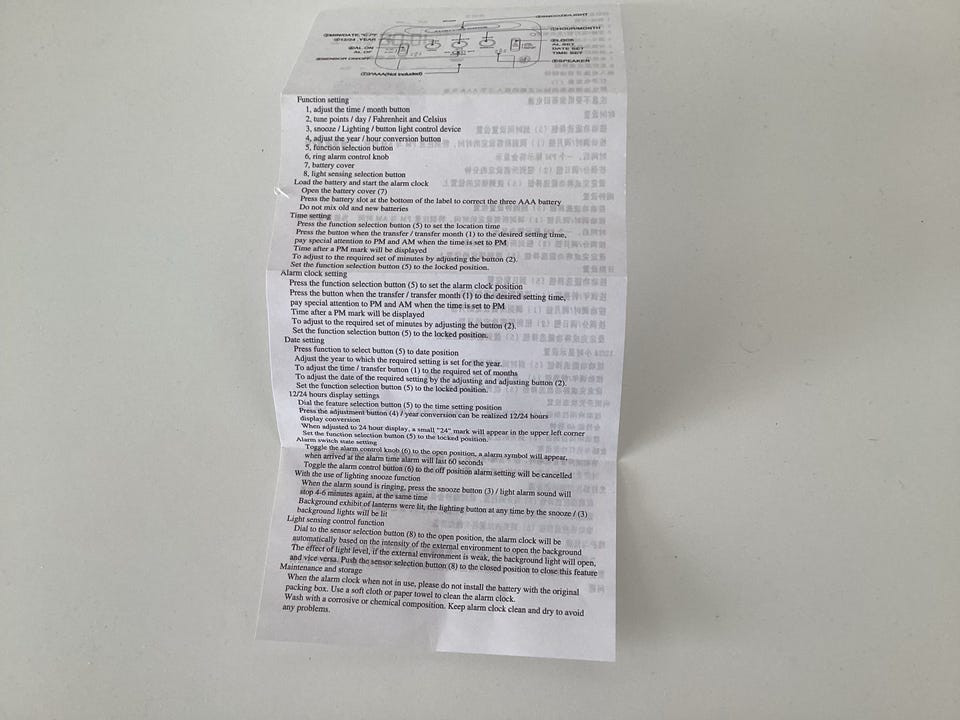 ③SNOOZE/LIGHT
②MIN/DATE,℃/℉
①HOUR/MONTH
④12/24 ,YEAR
⑥AL ON
AL OF
⑤LOCK
AL SET
DATE SET
TIME SET
⑧SENSOR ON/OFF
⑨SPEAKER
⑦3*AAA(Not included)
Function setting
1, adjust the time / month button
2, tune points / day / Fahrenheit and Celsius
3, snooze / Lighting / button light control device
4, adjust the year / hour conversion button
5, function selection button
6, ring alarm control knob
7, battery cover
8, light sensing selection button
Load the battery and start the alarm clock
Open the battery cover (7)
Press the battery slot at the bottom of the label to correct the three AAA battery
Do not mix old and new batteries
Time setting
Press the function selection button (5) to set the location time
Press the button when the transfer / transfer month (1) to the desired setting time,
pay special attention to PM and AM when the time is set to PM
Time after a PM mark will be displayed
To adjust to the required set of minutes by adjusting the button (2).
Set the function selection button (5) to the locked position.
Alarm clock setting
Press the function selection button (5) to set the alarm clock position
Press the button when the transfer / transfer month (1) to the desired setting time,
pay special attention to PM and AM when the time is set to PM
Time after a PM mark will be displayed
To adjust to the required set of minutes by adjusting the button (2).
Set the function selection button (5) to the locked position.
Date setting
Press function to select button (5) to date position
Adjust the year to which the required setting is set for the year.
To adjust the time / transfer button (1) to the required set of months
To adjust the date of the required setting by the adjusting and adjusting button (2).
Set the function selection button (5) to the locked position.
12/24 hours display settings
Dial the feature selection button (5) to the time setting position
Press the adjustment button (4) / year conversion can be realized 12/24 hours
display conversion
When adjusted to 24 hour display, a small "24" mark will appear in the upper left corner
Set the function selection button (5) to the locked position.
Alarm switch state setting
Toggle the alarm control knob (6) to the open position, a alarm symbol will appear,
when arrived at the alarm time alarm will last 60 seconds
Toggle the alarm control button (6) to the off position alarm setting will be cancelled
With the use of lighting snooze function
When the alarm sound is ringing, press the snooze button (3) / light alarm sound will
stop 4-6 minutes again, at the same time
Background exhibit of lanterns were lit, the lighting button at any time by the snooze / (3)
background lights will be lit
Light sensing control function
Dial to the sensor selection button (8) to the open position, the alarm clock will be
automatically based on the intensity of the external environment to open the background
The effect of light level, if the external environment is weak, the background light will open,
and vice versa. Push the sensor selection button (8) to the closed position to close this feature
Maintenance and storage
When the alarm clock when not in use, please do not install the battery with the original
packing box. Use a soft cloth or paper towel to clean the alarm clock.
Wash with a corrosive or chemical composition. Keep alarm clock clean and dry to avoid
any problems.